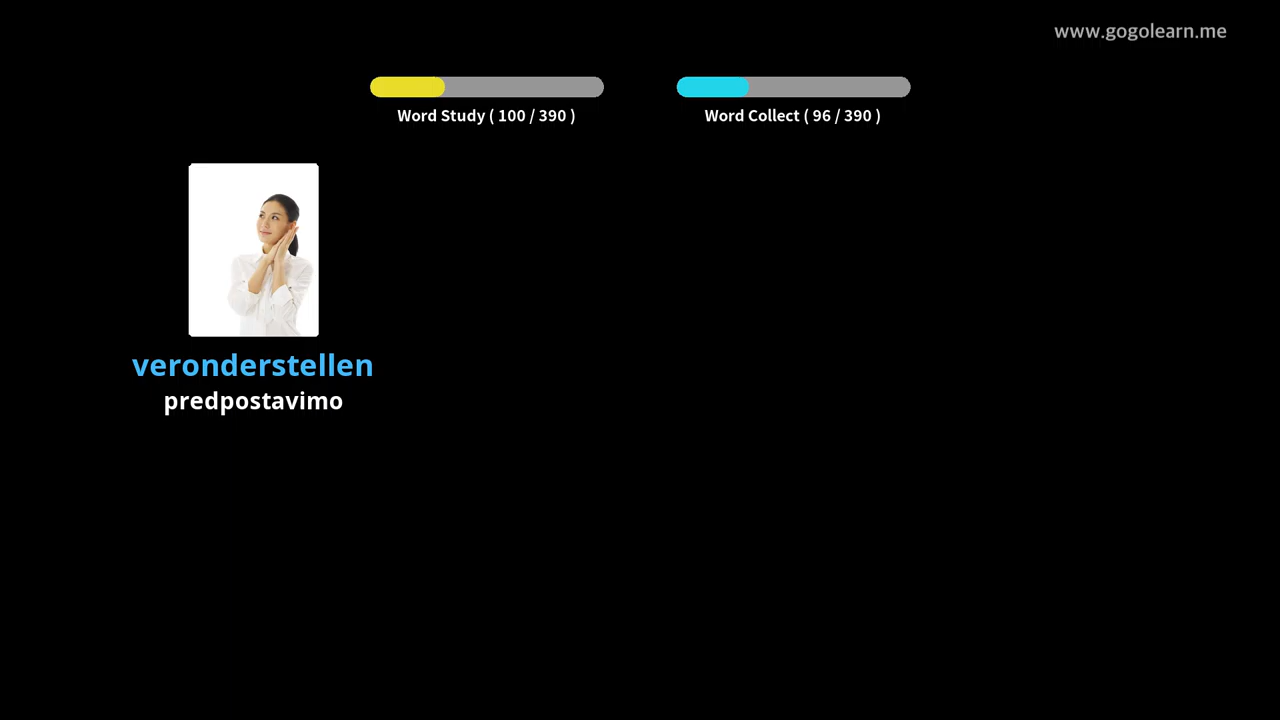 www.gogolearn.me
Word Study ( 100 / 390 )
Word Collect ( 96 / 390 )
veronderstellen
predpostavimo